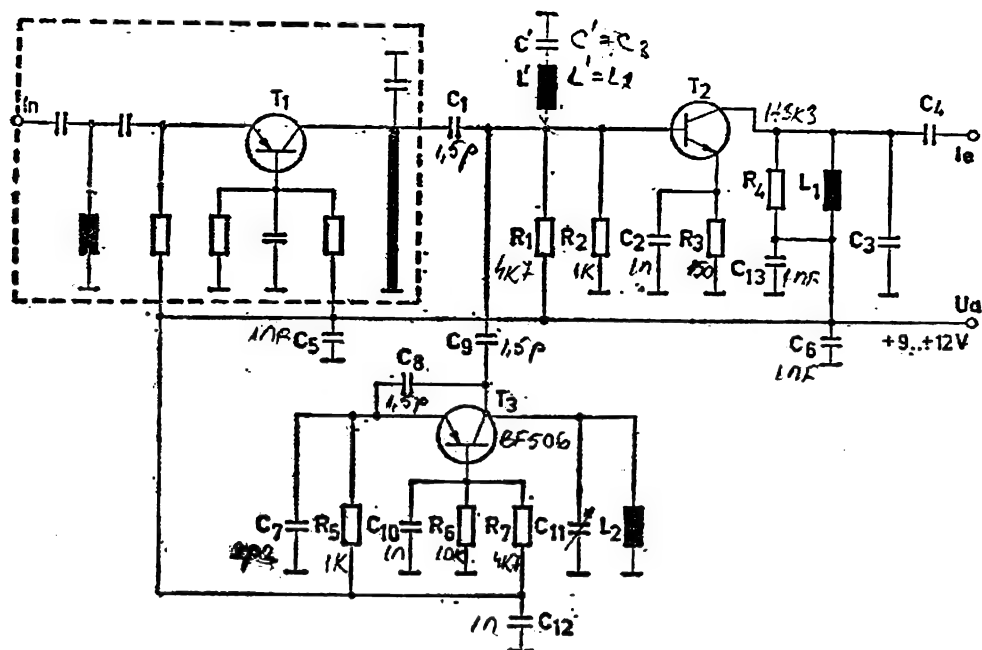 C' C'=C3
L' L'=L1
In
T1
C1
1,5p
T2
C4
Ie
R4
L1
R1
4K7
R2
1K
C2
1n
R3
150
C13
1nF
C3
Ua
+9..+12V
1nF
C5
C9
1,5p
C6
1nF
C8
1,5p
T3
BF506
C7
R5
1K
C10
1n
R6
10K
R7
4K7
C11
L2
1n
C12